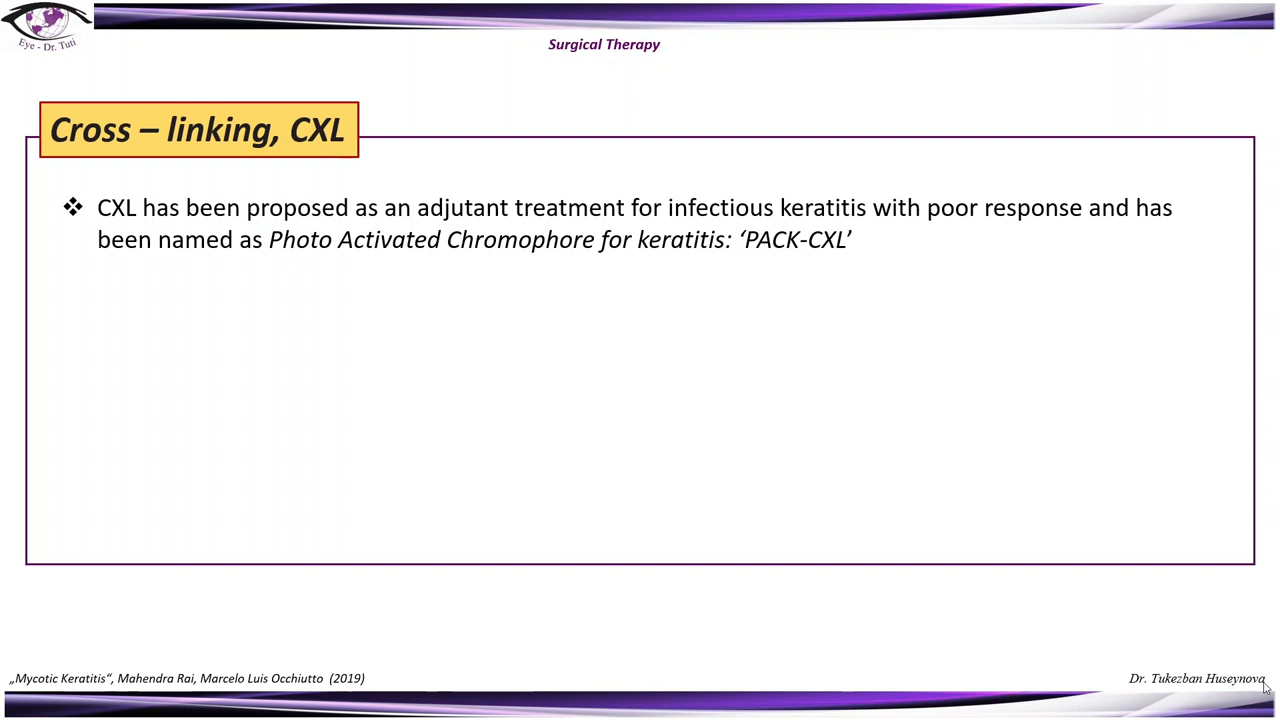 Eye - Dr. Tuti
Surgical Therapy
Cross – linking, CXL
❖ CXL has been proposed as an adjutant treatment for infectious keratitis with poor response and has
been named as Photo Activated Chromophore for keratitis: ‘PACK-CXL’
„Mycotic Keratitis“, Mahendra Rai, Marcelo Luis Occhiutto (2019)
Dr. Tukezban Huseynova